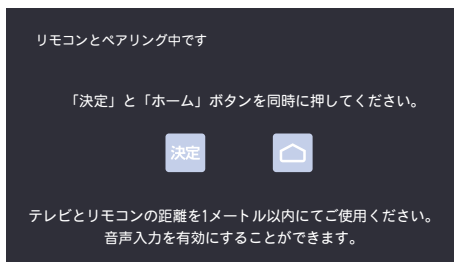 リモコンとペアリング中です
「決定」と「ホーム」ボタンを同時に押してください。
決定
テレビとリモコンの距離を1メートル以内にてご使用ください。
音声入力を有効にすることができます。